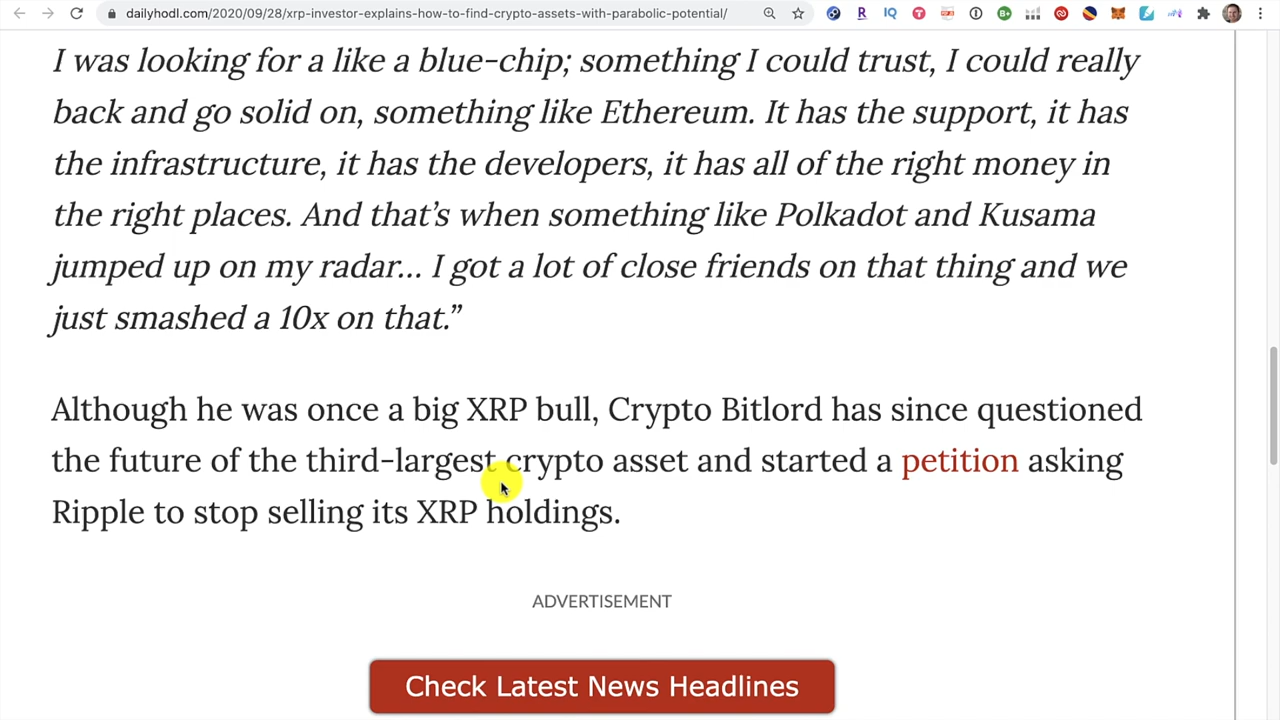 dailyhodl.com/2020/09/28/xrp-investor-explains-how-to-find-crypto-assets-with-parabolic-potential/
I was looking for a like a blue-chip; something I could trust, I could really
back and go solid on, something like Ethereum. It has the support, it has
the infrastructure, it has the developers, it has all of the right money in
the right places. And that’s when something like Polkadot and Kusama
jumped up on my radar… I got a lot of close friends on that thing and we
just smashed a 10x on that.”
Although he was once a big XRP bull, Crypto Bitlord has since questioned
the future of the third-largest crypto asset and started a petition asking
Ripple to stop selling its XRP holdings.
ADVERTISEMENT
Check Latest News Headlines